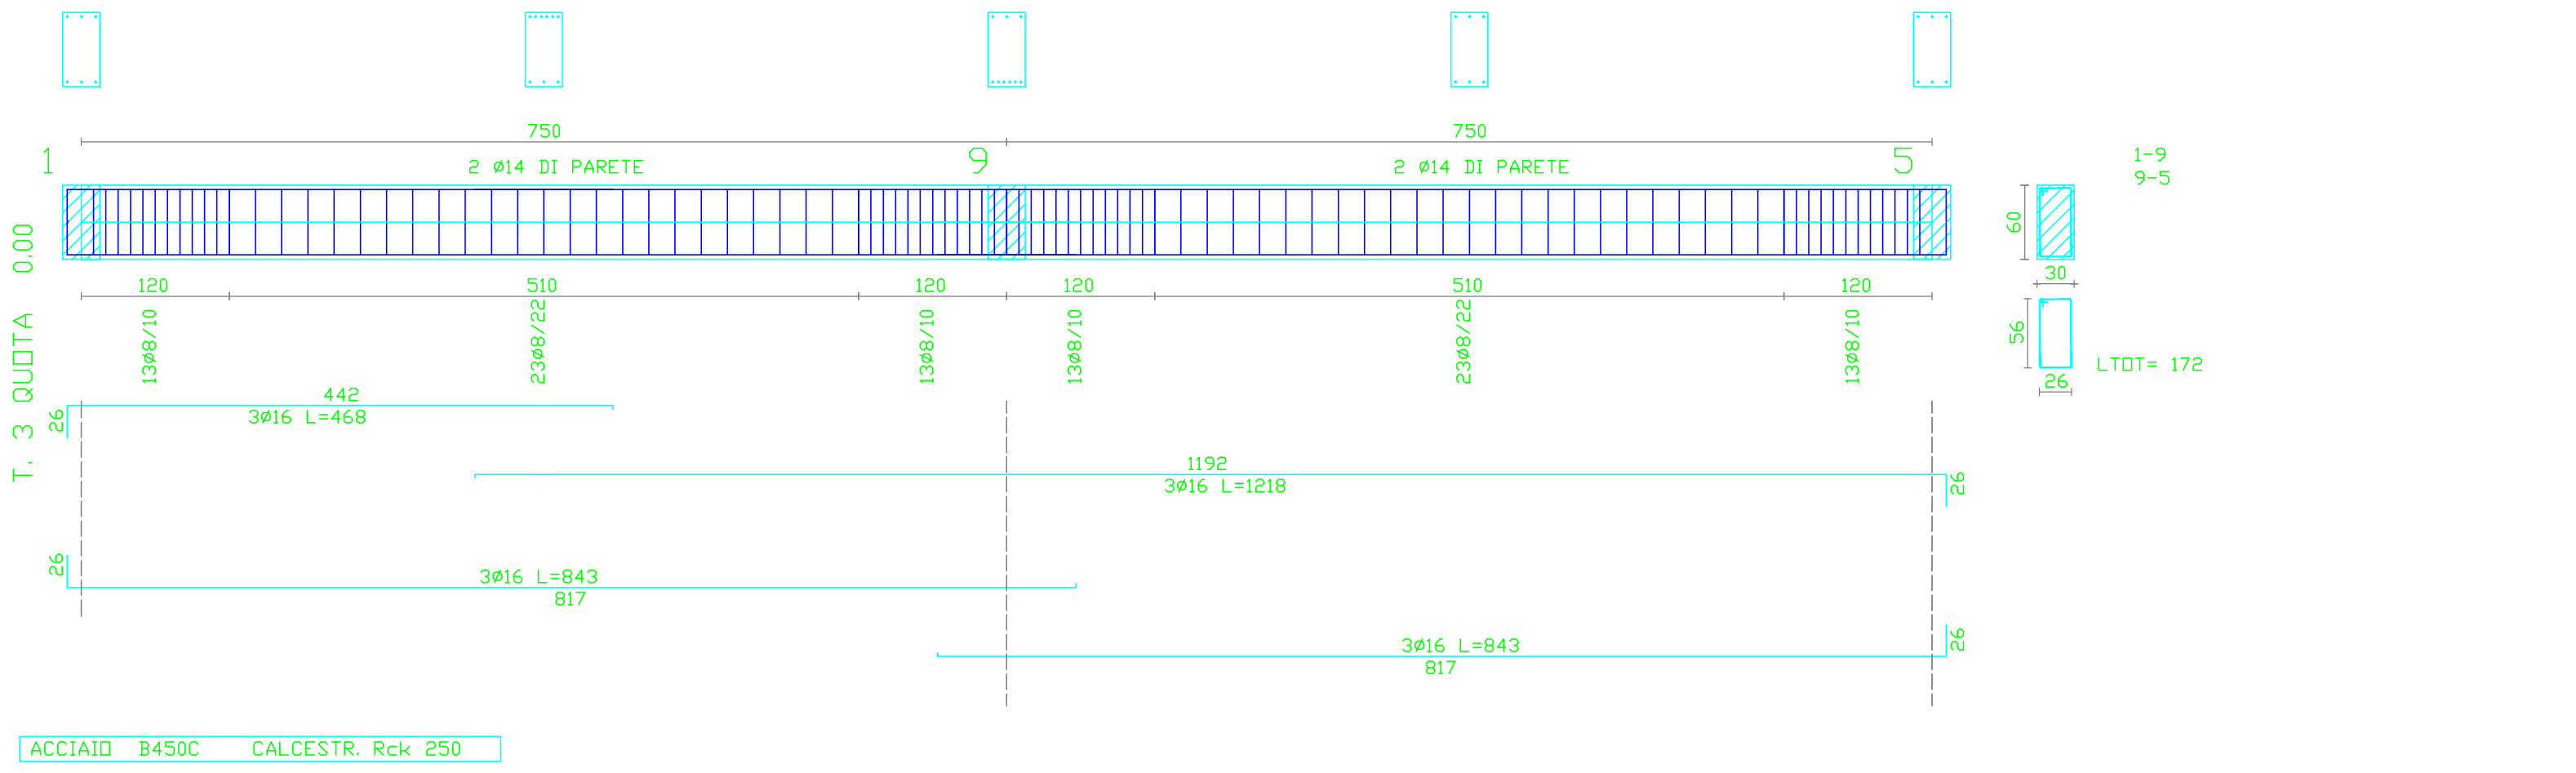 750
750
1
2 ø14 DI PARETE
9
2 ø14 DI PARETE
5
1-9
9-5
60
30
T. 3 QUOTA 0.00
120
510
120
120
510
120
13ø8/10
23ø8/22
13ø8/10
13ø8/10
23ø8/22
13ø8/10
56
26
LTOT= 172
442
26
3ø16 L=468
1192
3ø16 L=1218
26
26
3ø16 L=843
817
3ø16 L=843
817
26
ACCIAIO B450C CALCESTR. Rck 250